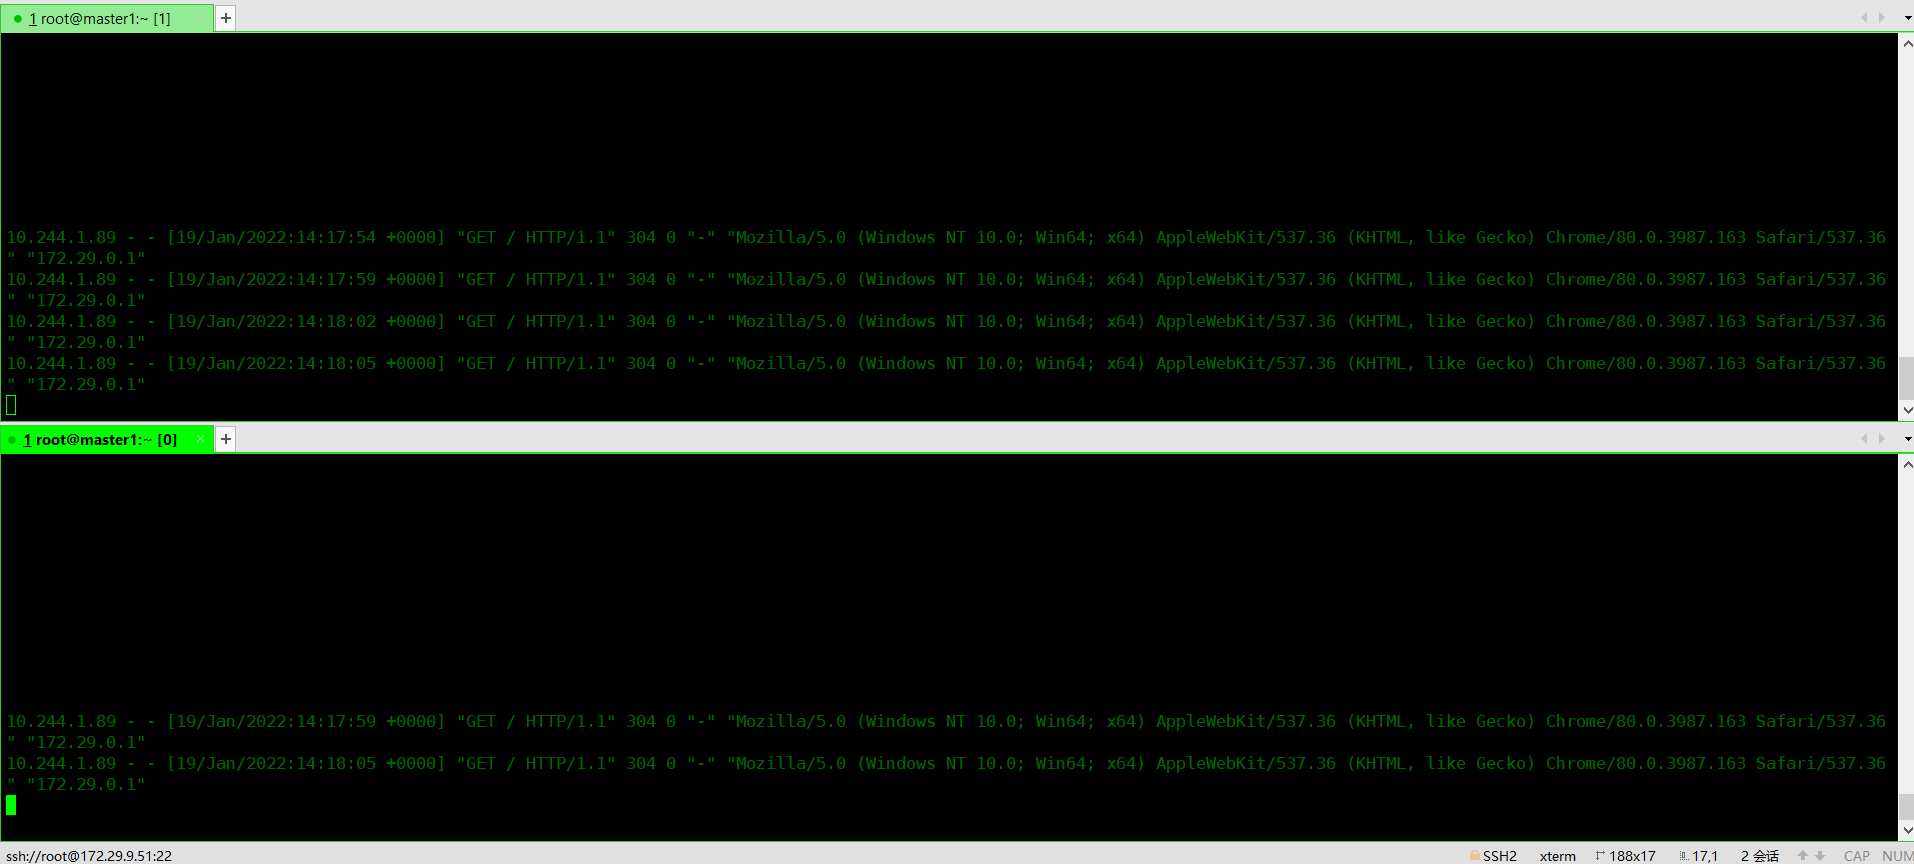 1 root@master1:~ [1]
10.244.1.89 - - [19/Jan/2022:14:17:54 +0000] "GET / HTTP/1.1" 304 0 "-" "Mozilla/5.0 (Windows NT 10.0; Win64; x64) AppleWebKit/537.36 (KHTML, like Gecko) Chrome/80.0.3987.163 Safari/537.36
" "172.29.0.1"
10.244.1.89 - - [19/Jan/2022:14:17:59 +0000] "GET / HTTP/1.1" 304 0 "-" "Mozilla/5.0 (Windows NT 10.0; Win64; x64) AppleWebKit/537.36 (KHTML, like Gecko) Chrome/80.0.3987.163 Safari/537.36
" "172.29.0.1"
10.244.1.89 - - [19/Jan/2022:14:18:02 +0000] "GET / HTTP/1.1" 304 0 "-" "Mozilla/5.0 (Windows NT 10.0; Win64; x64) AppleWebKit/537.36 (KHTML, like Gecko) Chrome/80.0.3987.163 Safari/537.36
" "172.29.0.1"
10.244.1.89 - - [19/Jan/2022:14:18:05 +0000] "GET / HTTP/1.1" 304 0 "-" "Mozilla/5.0 (Windows NT 10.0; Win64; x64) AppleWebKit/537.36 (KHTML, like Gecko) Chrome/80.0.3987.163 Safari/537.36
" "172.29.0.1"
1 root@master1:~ [0]
10.244.1.89 - - [19/Jan/2022:14:17:59 +0000] "GET / HTTP/1.1" 304 0 "-" "Mozilla/5.0 (Windows NT 10.0; Win64; x64) AppleWebKit/537.36 (KHTML, like Gecko) Chrome/80.0.3987.163 Safari/537.36
" "172.29.0.1"
10.244.1.89 - - [19/Jan/2022:14:18:05 +0000] "GET / HTTP/1.1" 304 0 "-" "Mozilla/5.0 (Windows NT 10.0; Win64; x64) AppleWebKit/537.36 (KHTML, like Gecko) Chrome/80.0.3987.163 Safari/537.36
" "172.29.0.1"
ssh://root@172.29.9.51:22 SSH2 xterm 188x17 17,1 2 会话 CAP NUM